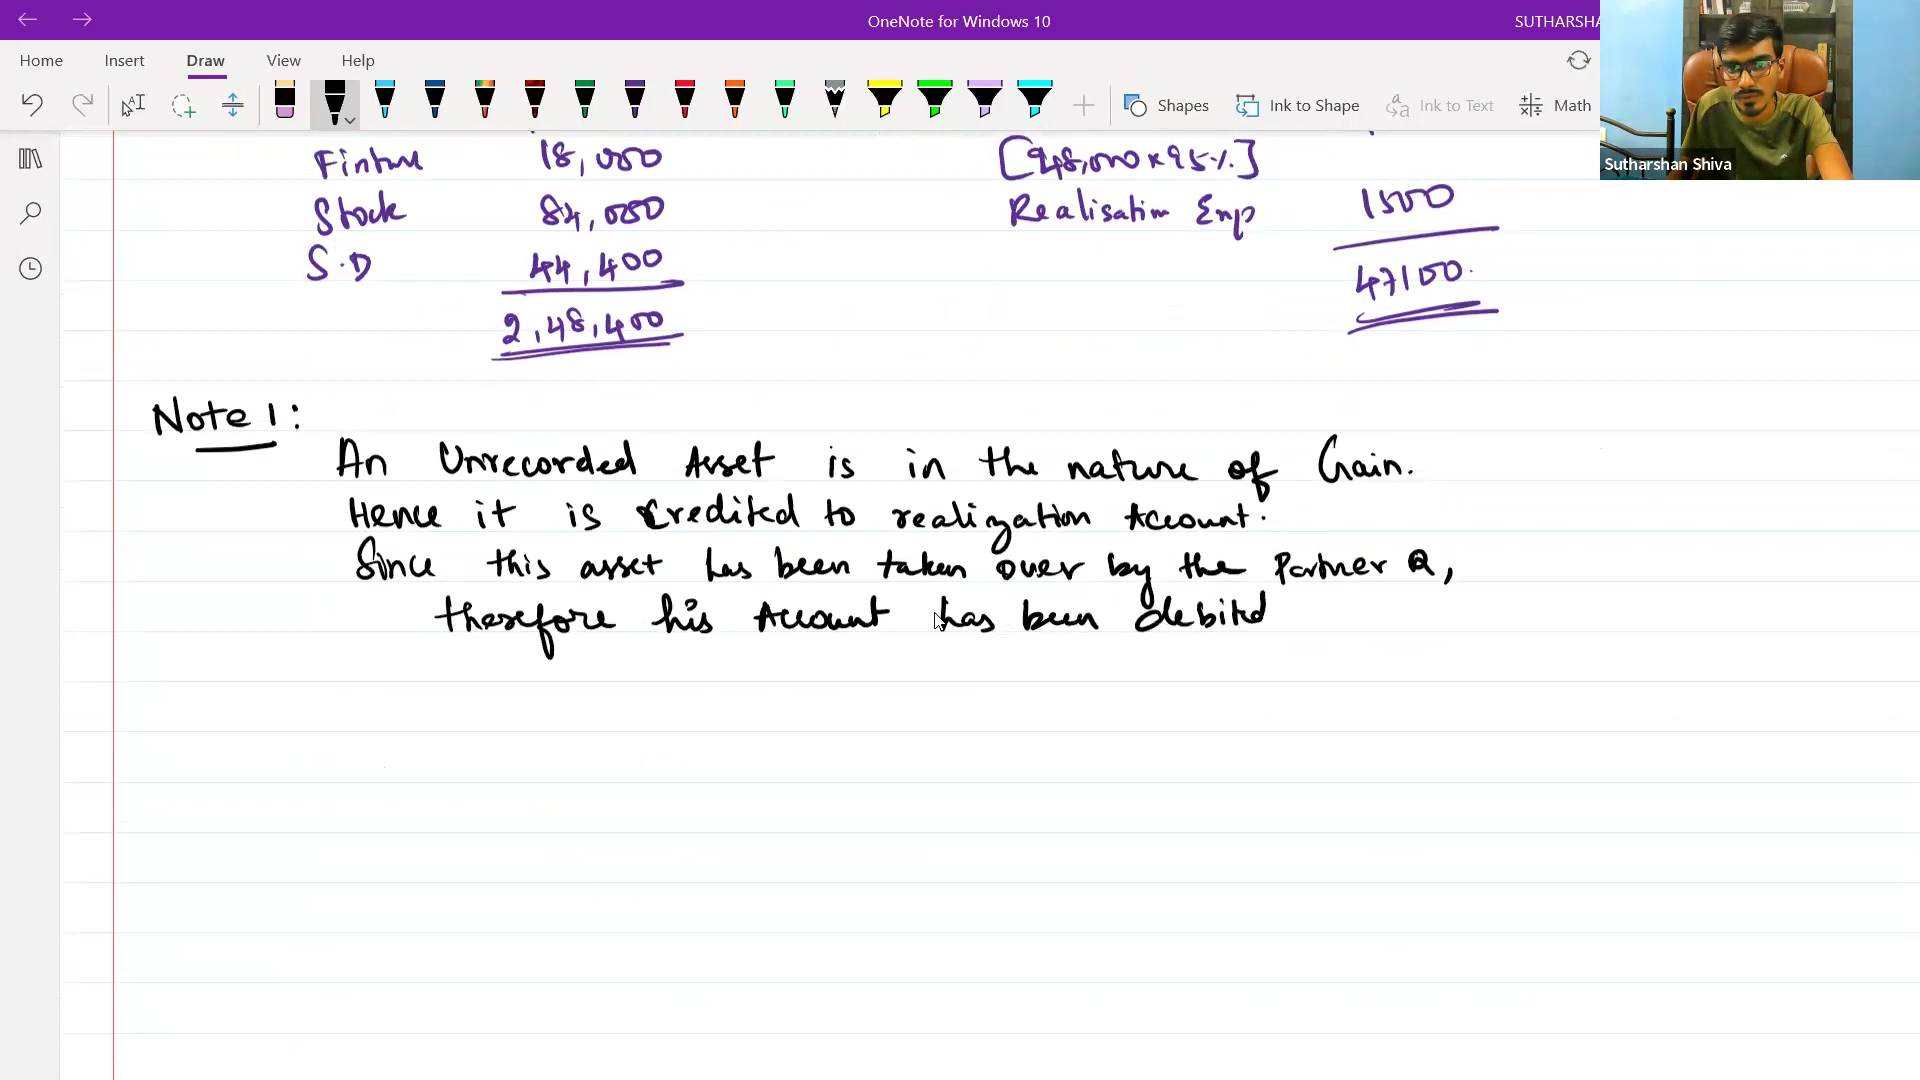 OneNote for Windows 10
SUTHARSHA
Home Insert Draw View Help
Shapes Ink to Shape Ink to Text Math
Sutharshan Shiva
Fixture 18,000
Stock 84,000
S.D 44,400
2,48,400
[48,000 x 95%]
Realisation Exp 1500
47100.
Note 1:
An Unrecorded Asset is in the nature of Gain.
Hence it is credited to realization Account.
Since this asset has been taken over by the Partner Q,
therefore his Account has been debited